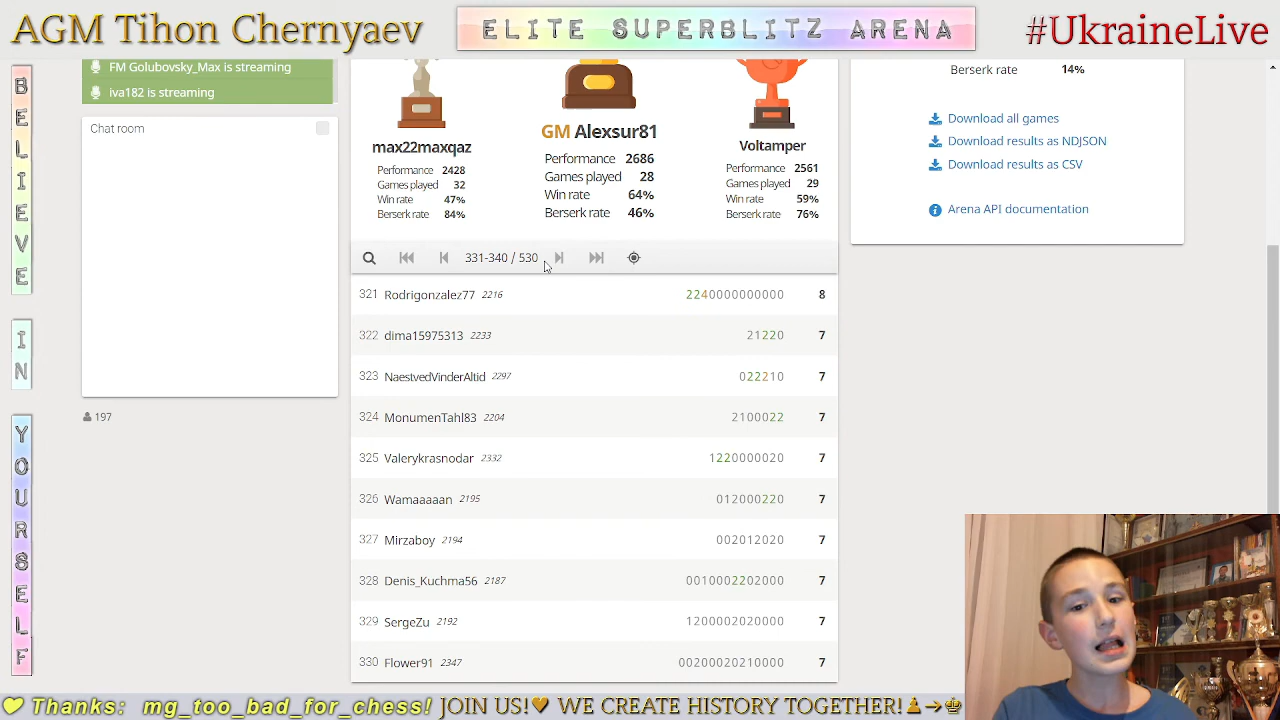 AGM Tihon Chernyaev
ELITE SUPERBLITZ ARENA
#UkraineLive
BELIEVE
IN
YOURSELF
FM Golubovsky_Max is streaming
iva182 is streaming
Chat room
197
max22maxqaz
Performance 2428
Games played 32
Win rate 47%
Berserk rate 84%
GM Alexsur81
Performance 2686
Games played 28
Win rate 64%
Berserk rate 46%
Voltamper
Performance 2561
Games played 29
Win rate 59%
Berserk rate 76%
331-340 / 530
321 Rodrigonzalez77 2216 2240000000000 8
322 dima15975313 2233 21220 7
323 NaestvedVinderAltid 2297 022210 7
324 MonumenTahl83 2204 2100022 7
325 Valerykrasnodar 2332 1220000020 7
326 Wamaaaaan 2195 012000220 7
327 Mirzaboy 2194 002012020 7
328 Denis_Kuchma56 2187 0010002202000 7
329 SergeZu 2192 1200002020000 7
330 Flower91 2347 00200020210000 7
Berserk rate 14%
Download all games
Download results as NDJSON
Download results as CSV
Arena API documentation
Thanks: mg_too_bad_for_chess! JOIN US! WE CREATE HISTORY TOGETHER!